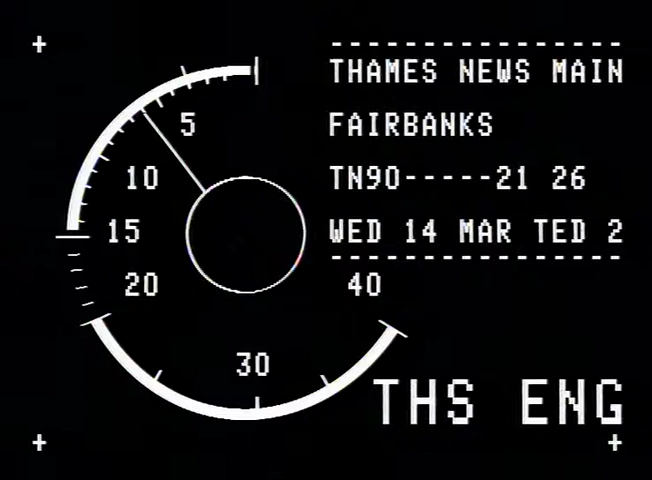 ----------------
THAMES NEWS MAIN
FAIRBANKS
TN90-----21 26
WED 14 MAR TED 2
----------------
5
10
15
20
40
30
THS ENG